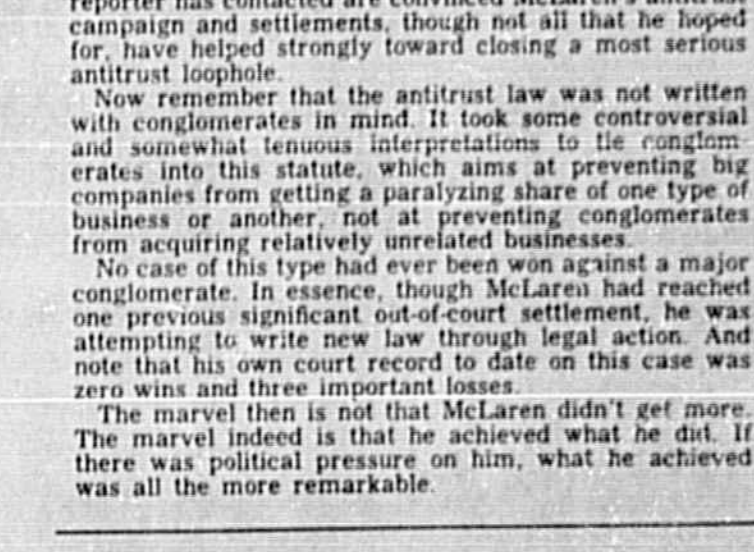 reporter has contacted are convinced McLaren's antitrust
campaign and settlements, though not all that he hoped
for, have helped strongly toward closing a most serious
antitrust loophole.
Now remember that the antitrust law was not written
with conglomerates in mind. It took some controversial
and somewhat tenuous interpretations to tie conglom-
erates into this statute, which aims at preventing big
companies from getting a paralyzing share of one type of
business or another, not at preventing conglomerates
from acquiring relatively unrelated businesses.
No case of this type had ever been won against a major
conglomerate. In essence, though McLaren had reached
one previous significant out-of-court settlement, he was
attempting to write new law through legal action. And
note that his own court record to date on this case was
zero wins and three important losses.
The marvel then is not that McLaren didn't get more.
The marvel indeed is that he achieved what he did. If
there was political pressure on him, what he achieved
was all the more remarkable.